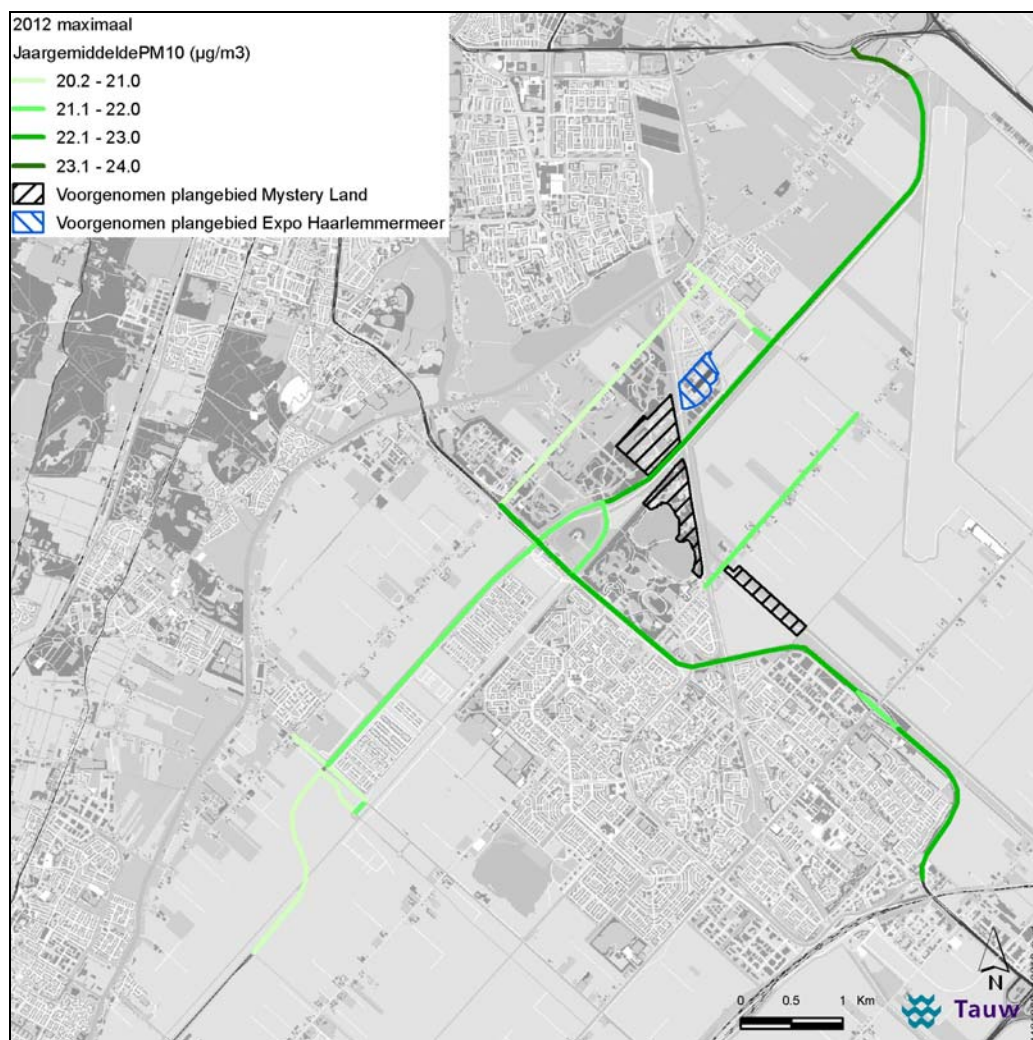 2012 maximaal
JaargemiddeldePM10 (µg/m3)
20.2 - 21.0
21.1 - 22.0
22.1 - 23.0
23.1 - 24.0
Voorgenomen plangebied Mystery Land
Voorgenomen plangebied Expo Haarlemmermeer
N
0 0.5 1 Km
Tauw